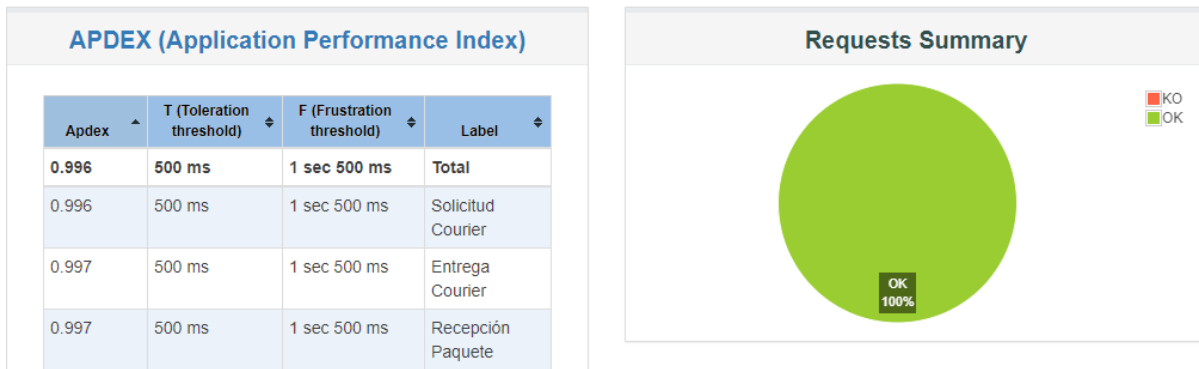 APDEX (Application Performance Index)
Apdex
T (Toleration
threshold)
F (Frustration
threshold)
Label
0.996 500 ms 1 sec 500 ms Total
0.996 500 ms 1 sec 500 ms Solicitud
Courier
0.997 500 ms 1 sec 500 ms Entrega
Courier
0.997 500 ms 1 sec 500 ms Recepción
Paquete
Requests Summary
KO
OK
OK
100%